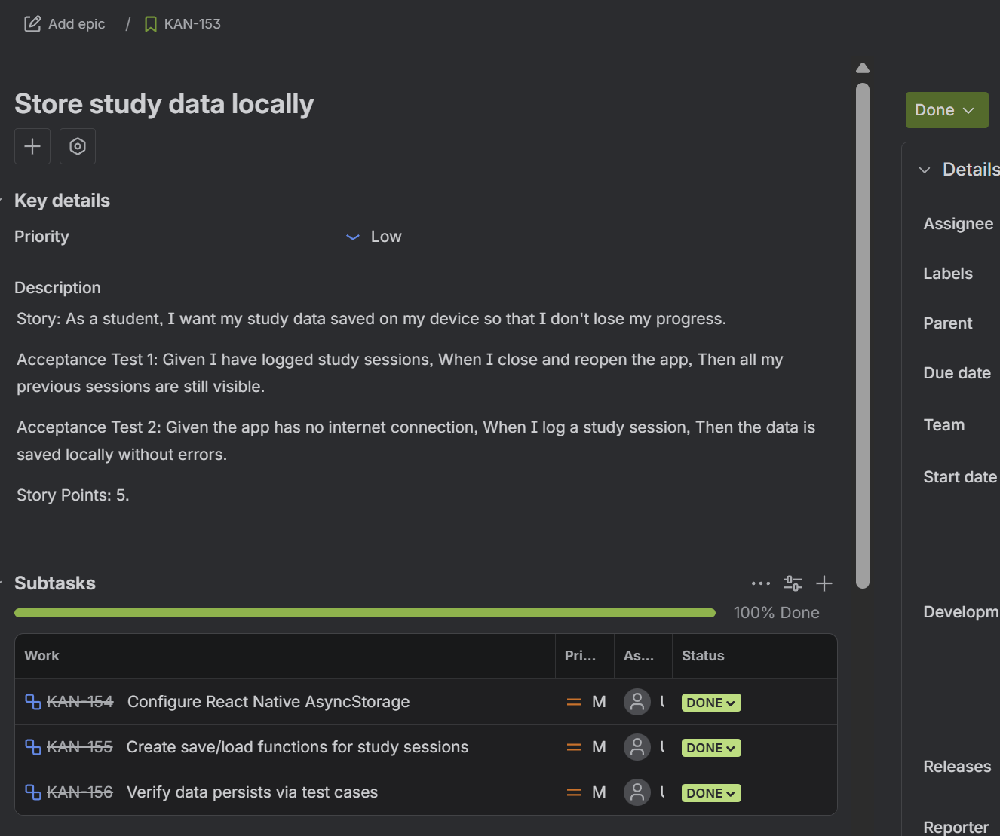 Add epic / KAN-153
Store study data locally
Done
Key details
Priority Low
Description
Story: As a student, I want my study data saved on my device so that I don't lose my progress.
Acceptance Test 1: Given I have logged study sessions, When I close and reopen the app, Then all my
previous sessions are still visible.
Acceptance Test 2: Given the app has no internet connection, When I log a study session, Then the data is
saved locally without errors.
Story Points: 5.
Subtasks
100% Done
Work Pri... As... Status
KAN-154 Configure React Native AsyncStorage M DONE
KAN-155 Create save/load functions for study sessions M DONE
KAN-156 Verify data persists via test cases M DONE
Details
Assignee
Labels
Parent
Due date
Team
Start date
Developm
Releases
Reporter